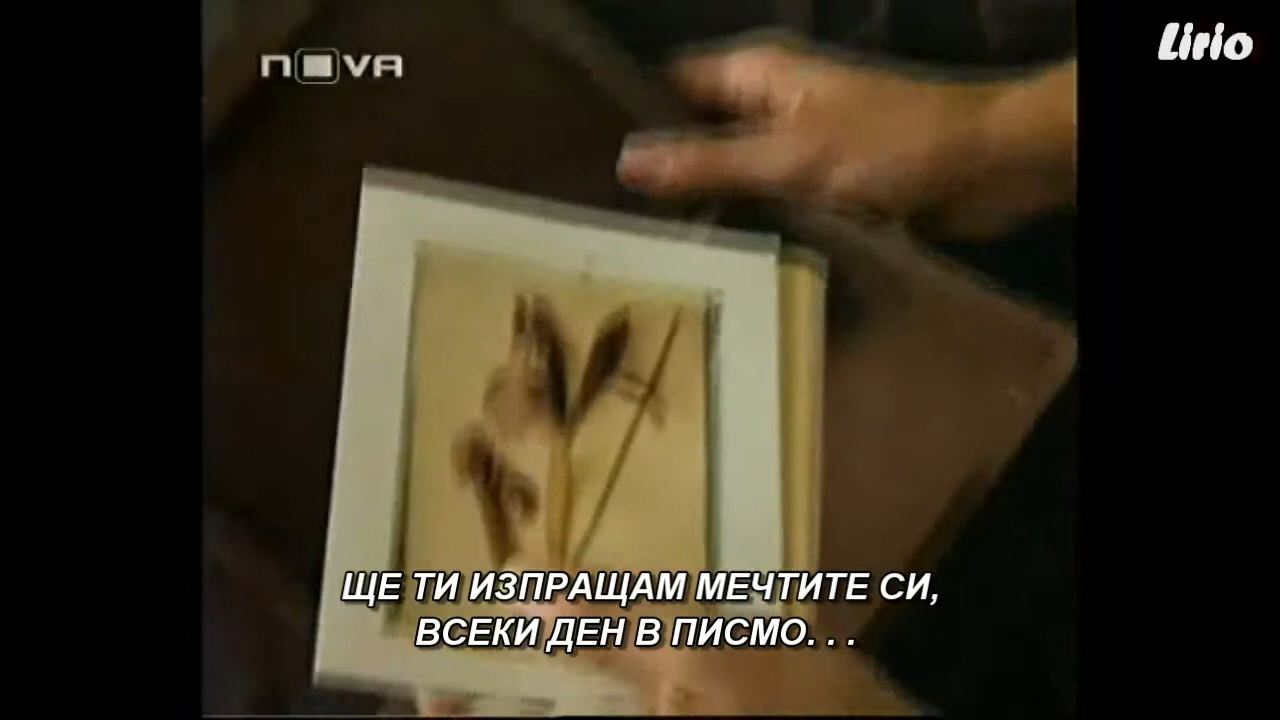 NOVA
Lirio
ЩЕ ТИ ИЗПРАЩАМ МЕЧТИТЕ СИ,
ВСЕКИ ДЕН В ПИСМО. . .